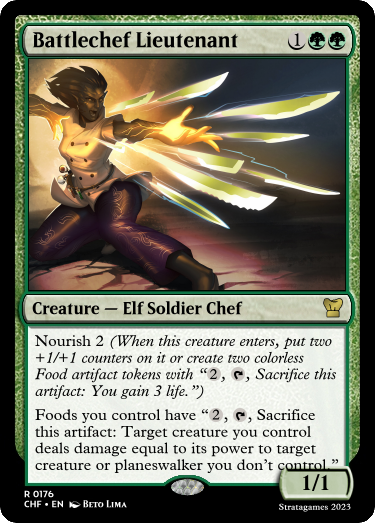 Battlechef Lieutenant 1
Creature — Elf Soldier Chef
Nourish 2 (When this creature enters, put two
+1/+1 counters on it or create two colorless
Food artifact tokens with “2, , Sacrifice this
artifact: You gain 3 life.”)
Foods you control have “2, , Sacrifice
this artifact: Target creature you control
deals damage equal to its power to target
creature or planeswalker you don’t control.”
1/1
R 0176
CHF • EN Beto Lima
Stratagames 2023